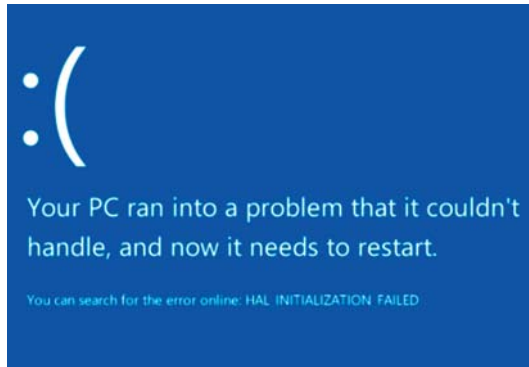 :(
Your PC ran into a problem that it couldn't
handle, and now it needs to restart.
You can search for the error online: HAL INITIALIZATION FAILED